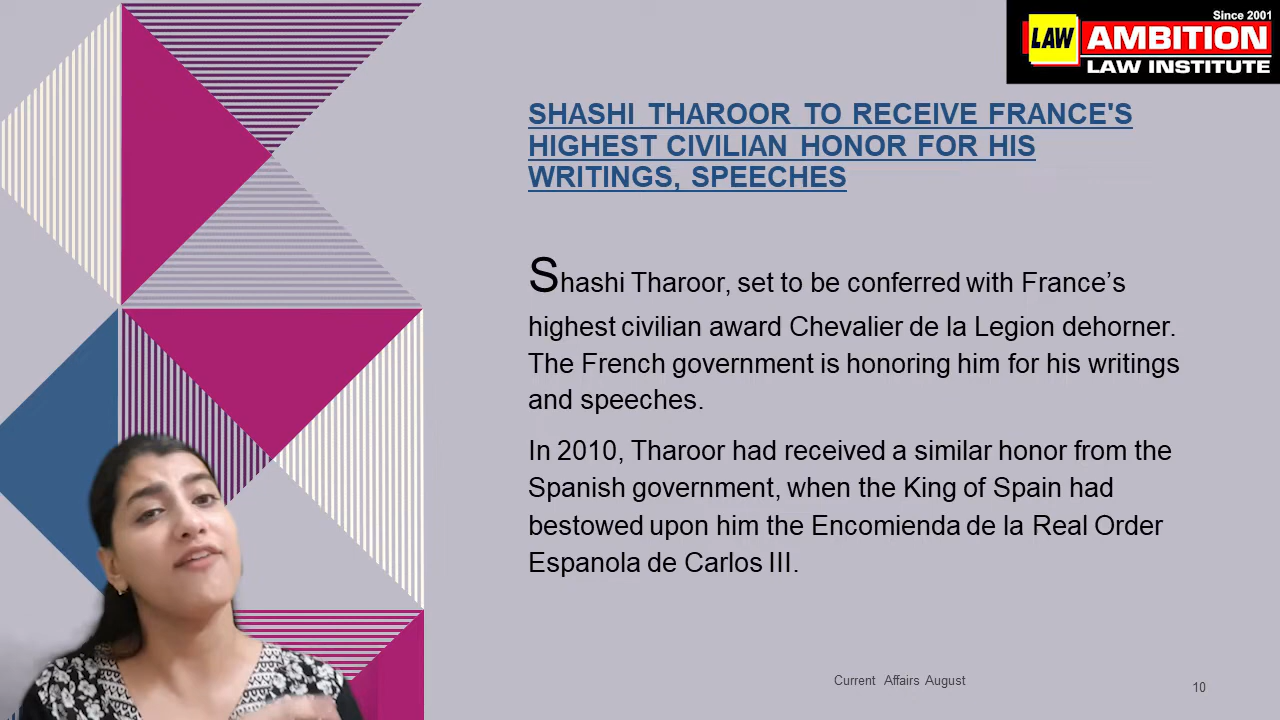 Since 2001
LAW AMBITION
LAW INSTITUTE
SHASHI THAROOR TO RECEIVE FRANCE'S
HIGHEST CIVILIAN HONOR FOR HIS
WRITINGS, SPEECHES
Shashi Tharoor, set to be conferred with France’s
highest civilian award Chevalier de la Legion dehorner.
The French government is honoring him for his writings
and speeches.
In 2010, Tharoor had received a similar honor from the
Spanish government, when the King of Spain had
bestowed upon him the Encomienda de la Real Order
Espanola de Carlos III.
Current Affairs August
10